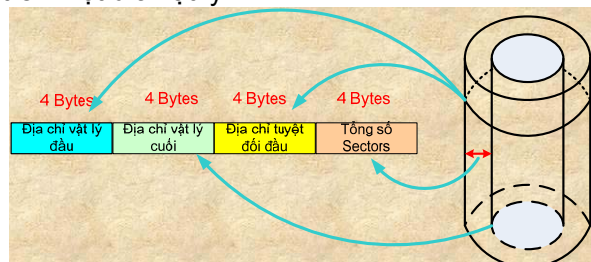 4 Bytes 4 Bytes 4 Bytes 4 Bytes
Địa chỉ vật lý
đầu
Địa chỉ vật lý
cuối
Địa chỉ tuyệt
đối đầu
Tổng số
Sectors